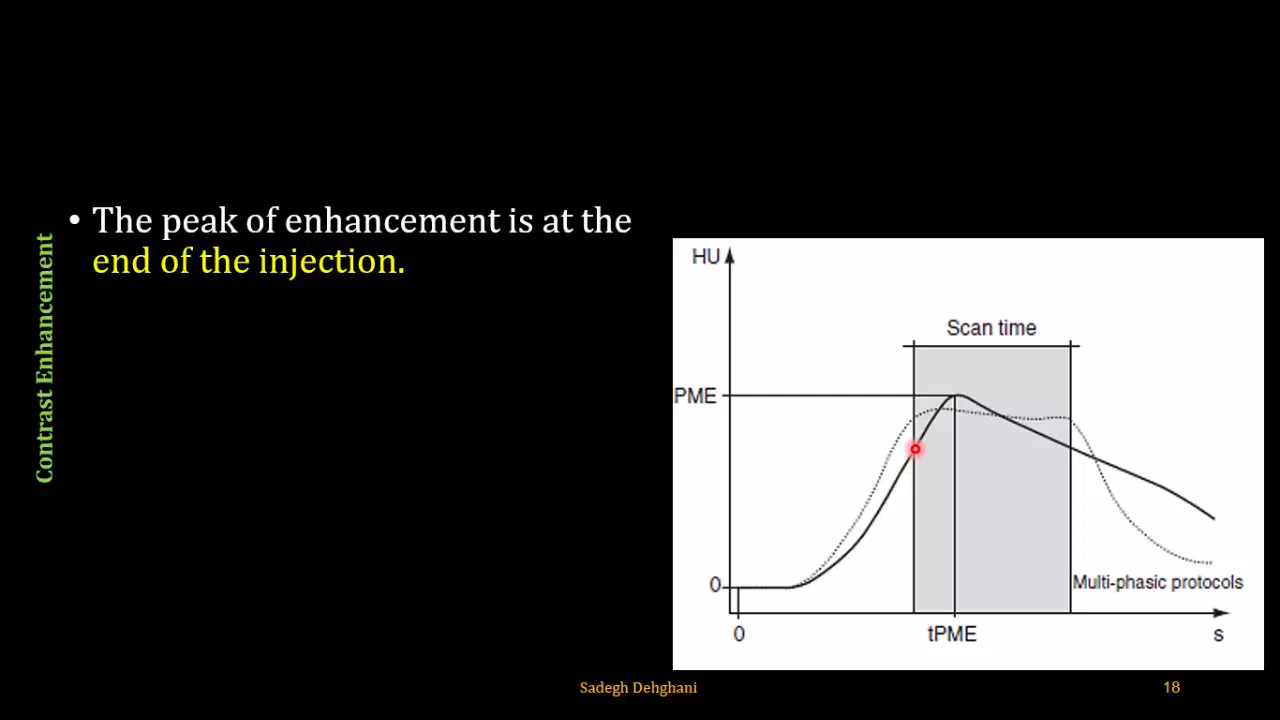 Contrast Enhancement
• The peak of enhancement is at the
end of the injection.
HU
Scan time
PME
0
Multi-phasic protocols
0
tPME
s
Sadegh Dehghani
18